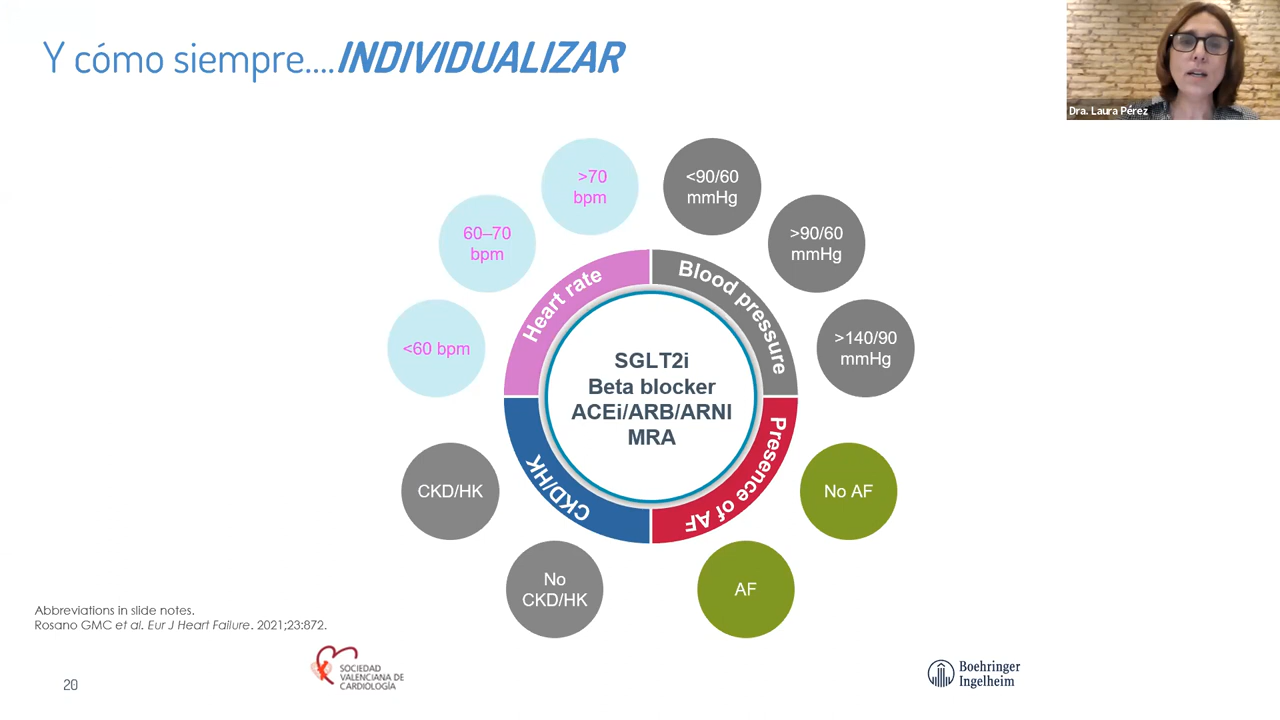 Y cómo siempre....INDIVIDUALIZAR
Dra. Laura Pérez
>70
bpm
<90/60
mmHg
60–70
bpm
>90/60
mmHg
<60 bpm
>140/90
mmHg
Heart rate
Blood pressure
SGLT2i
Beta blocker
ACEi/ARB/ARNI
MRA
CKD/HK
Presence of AF
CKD/HK
No AF
No
CKD/HK
AF
Abbreviations in slide notes.
Rosano GMC et al. Eur J Heart Failure. 2021;23:872.
20
SOCIEDAD
VALENCIANA DE
CARDIOLOGÍA
Boehringer
Ingelheim